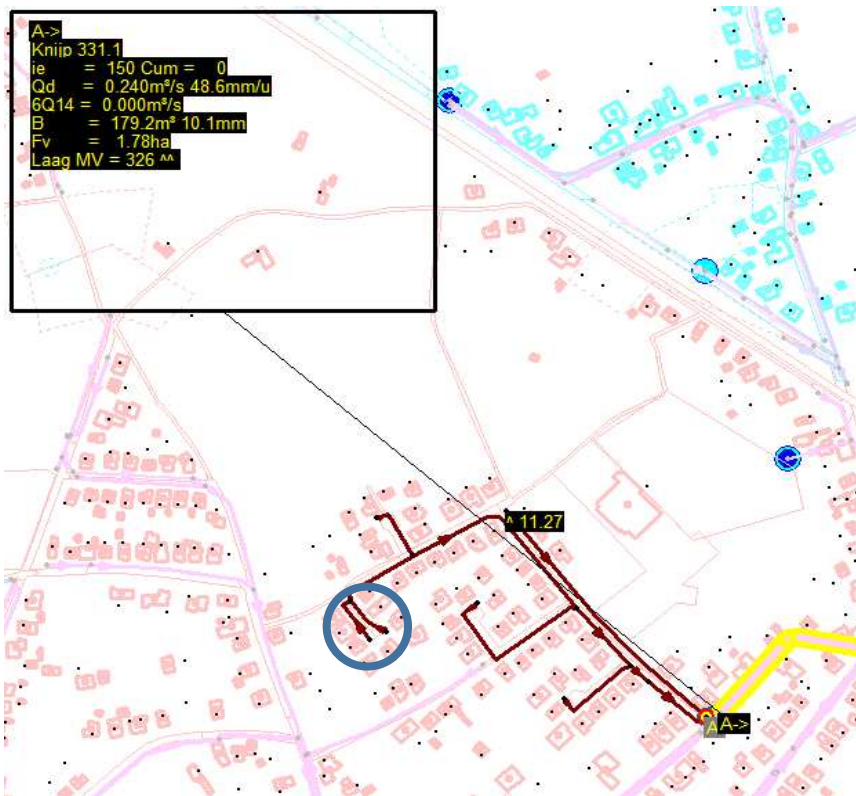 A->
Knijp 331.1
ie = 150 Cum = 0
Qd = 0.240m³/s 48.6mm/u
6Q14 = 0.000m³/s
B = 179.2m³ 10.1mm
Fv = 1.78ha
Laag MV = 326 ^^
^ 11.27
A A->